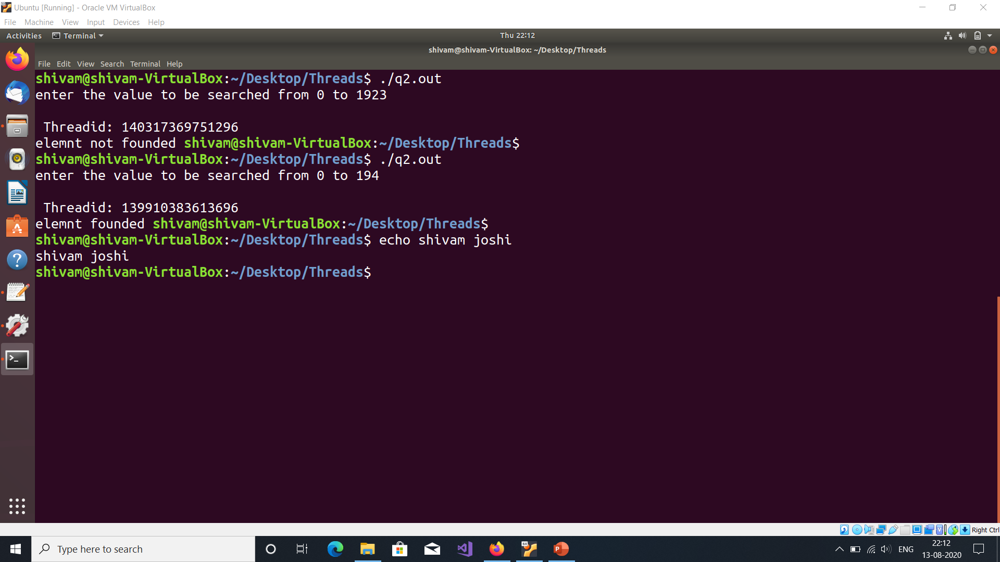 Ubuntu [Running] - Oracle VM VirtualBox
File Machine View Input Devices Help
Activities Terminal Thu 22:12
shivam@shivam-VirtualBox: ~/Desktop/Threads
File Edit View Search Terminal Help
shivam@shivam-VirtualBox:~/Desktop/Threads$ ./q2.out
enter the value to be searched from 0 to 1923
Threadid: 140317369751296
elemnt not founded shivam@shivam-VirtualBox:~/Desktop/Threads$
shivam@shivam-VirtualBox:~/Desktop/Threads$ ./q2.out
enter the value to be searched from 0 to 194
Threadid: 139910383613696
elemnt founded shivam@shivam-VirtualBox:~/Desktop/Threads$
shivam@shivam-VirtualBox:~/Desktop/Threads$ echo shivam joshi
shivam joshi
shivam@shivam-VirtualBox:~/Desktop/Threads$
Right Ctrl
Type here to search
ENG
22:12
13-08-2020